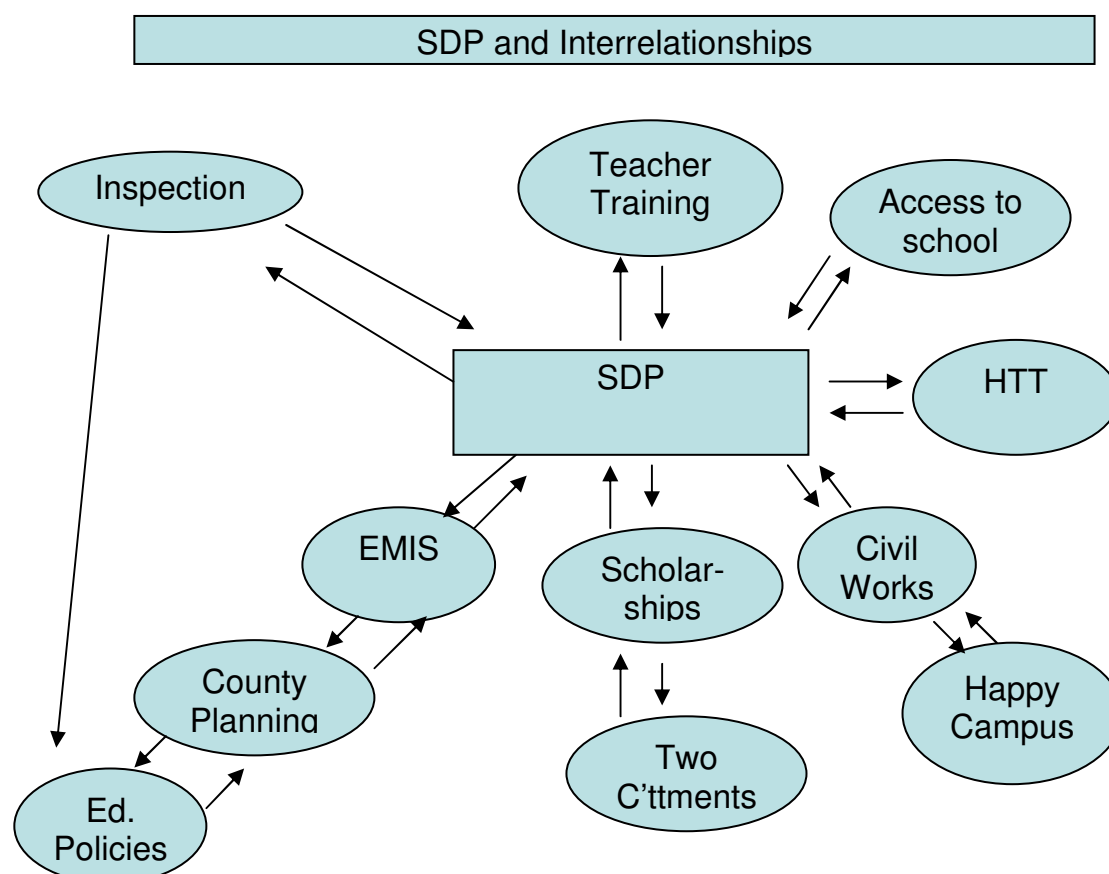 SDP and Interrelationships
Inspection
Teacher
Training
Access to
school
SDP
HTT
EMIS
Scholar-
ships
Civil
Works
County
Planning
Happy
Campus
Two
C'ttments
Ed.
Policies